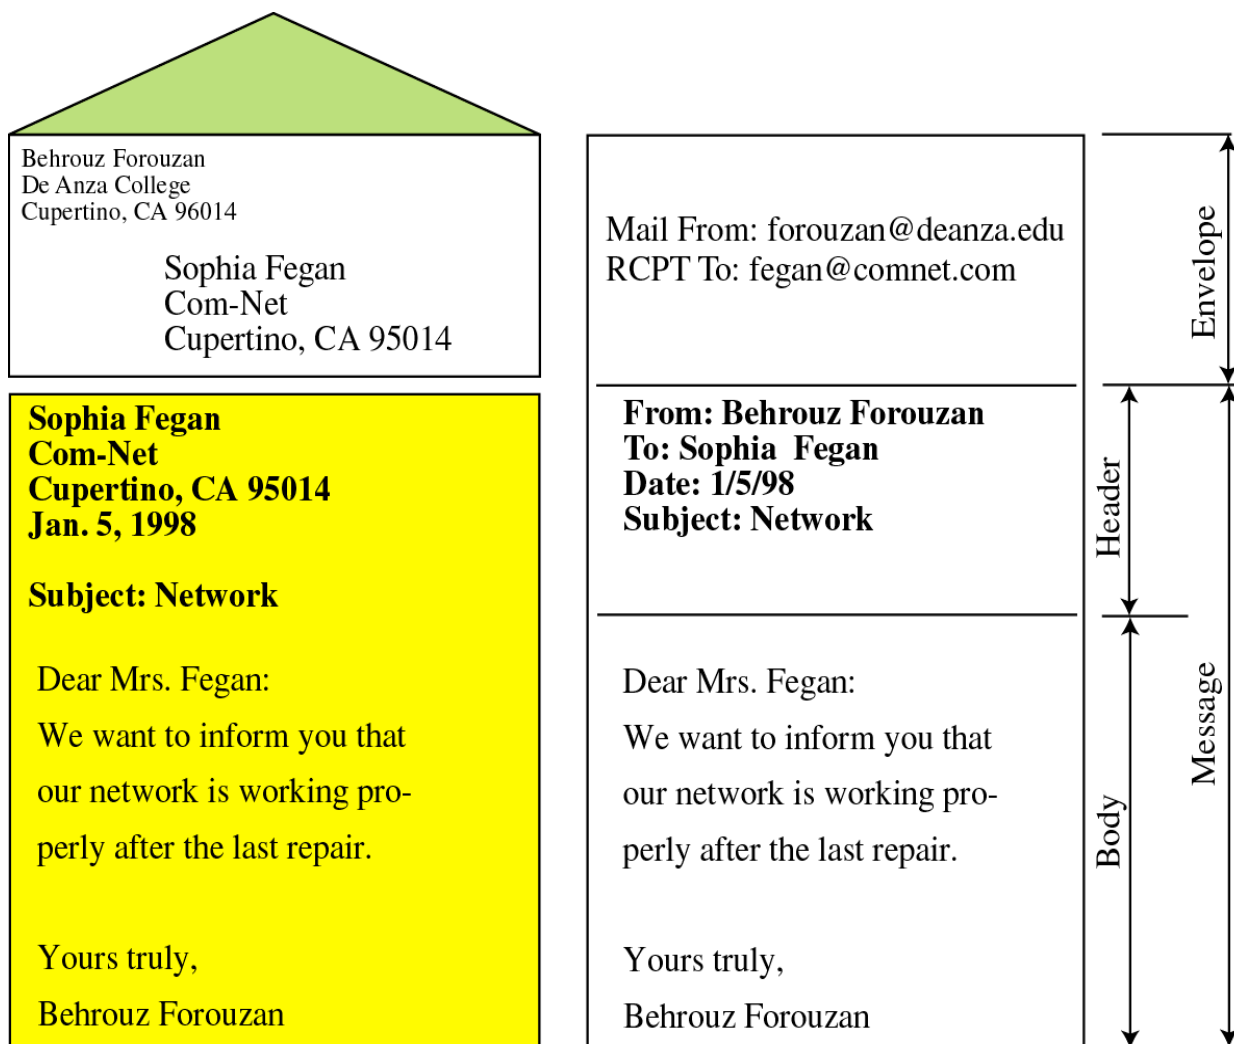 Behrouz Forouzan
De Anza College
Cupertino, CA 96014
Sophia Fegan
Com-Net
Cupertino, CA 95014
Sophia Fegan
Com-Net
Cupertino, CA 95014
Jan. 5, 1998
Subject: Network
Dear Mrs. Fegan:
We want to inform you that
our network is working pro-
perly after the last repair.
Yours truly,
Behrouz Forouzan
Mail From: forouzan@deanza.edu
RCPT To: fegan@comnet.com
From: Behrouz Forouzan
To: Sophia Fegan
Date: 1/5/98
Subject: Network
Dear Mrs. Fegan:
We want to inform you that
our network is working pro-
perly after the last repair.
Yours truly,
Behrouz Forouzan
Envelope
Header
Message
Body